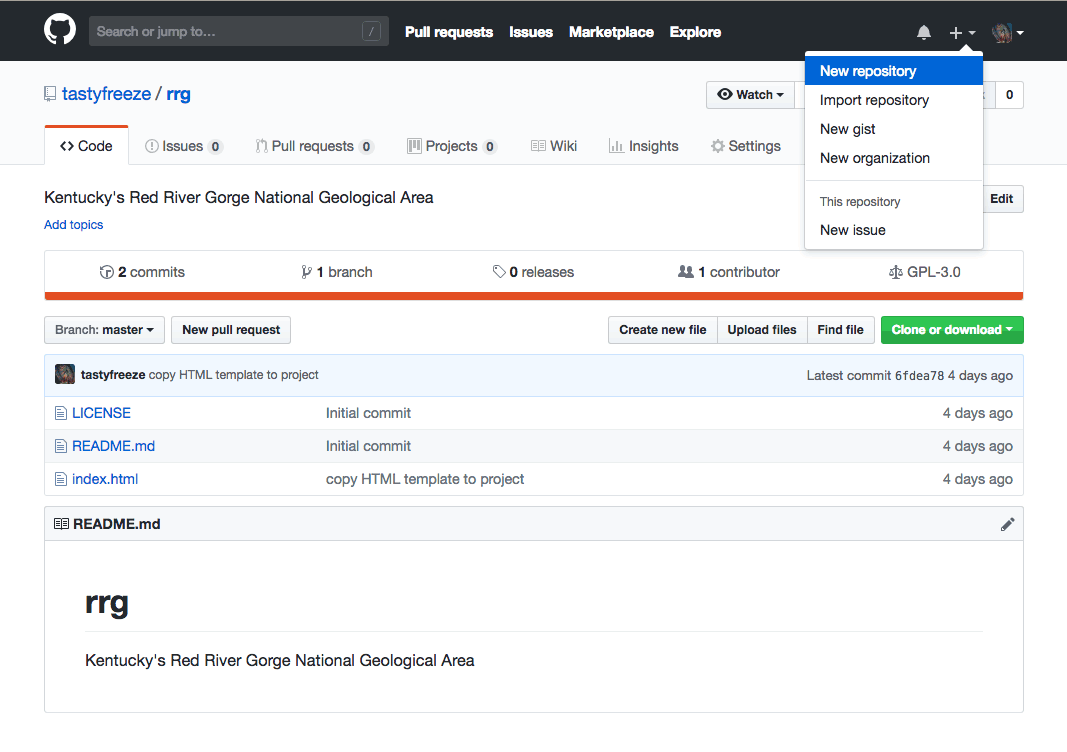 Search or jump to... / Pull requests Issues Marketplace Explore
New repository
Import repository
New gist
New organization
This repository
New issue
tastyfreeze / rrg
Watch 0
Code Issues 0 Pull requests 0 Projects 0 Wiki Insights Settings
Kentucky's Red River Gorge National Geological Area Edit
Add topics
2 commits 1 branch 0 releases 1 contributor GPL-3.0
Branch: master New pull request Create new file Upload files Find file Clone or download
tastyfreeze copy HTML template to project Latest commit 6fdea78 4 days ago
LICENSE Initial commit 4 days ago
README.md Initial commit 4 days ago
index.html copy HTML template to project 4 days ago
README.md
rrg
Kentucky's Red River Gorge National Geological Area